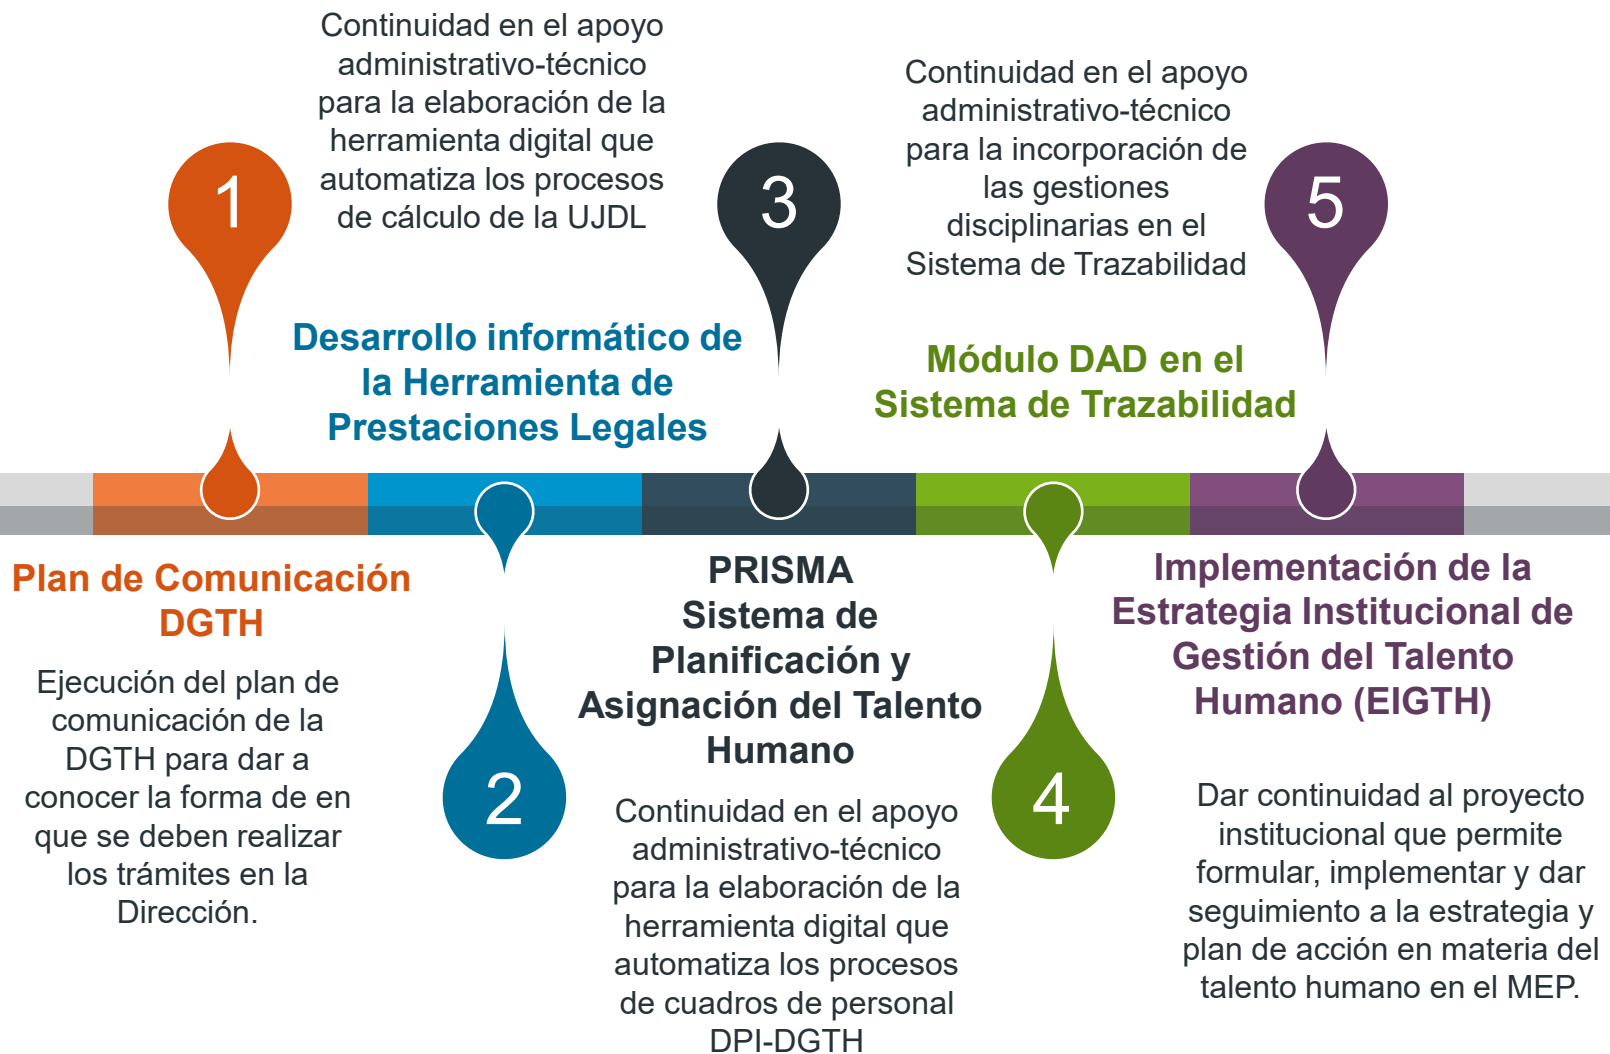 1
Plan de Comunicación
DGTH
Ejecución del plan de
comunicación de la
DGTH para dar a
conocer la forma de en
que se deben realizar
los trámites en la
Dirección.
Continuidad en el apoyo
administrativo-técnico
para la elaboración de la
herramienta digital que
automatiza los procesos
de cálculo de la UJDL
Desarrollo informático de
la Herramienta de
Prestaciones Legales
2
3
PRISMA
Sistema de
Planificación y
Asignación del Talento
Humano
Continuidad en el apoyo
administrativo-técnico
para la elaboración de la
herramienta digital que
automatiza los procesos
de cuadros de personal
DPI-DGTH
Continuidad en el apoyo
administrativo-técnico
para la incorporación de
las gestiones
disciplinarias en el
Sistema de Trazabilidad
Módulo DAD en el
Sistema de Trazabilidad
4
5
Implementación de la
Estrategia Institucional de
Gestión del Talento
Humano (EIGTH)
Dar continuidad al proyecto
institucional que permite
formular, implementar y dar
seguimiento a la estrategia y
plan de acción en materia del
talento humano en el MEP.